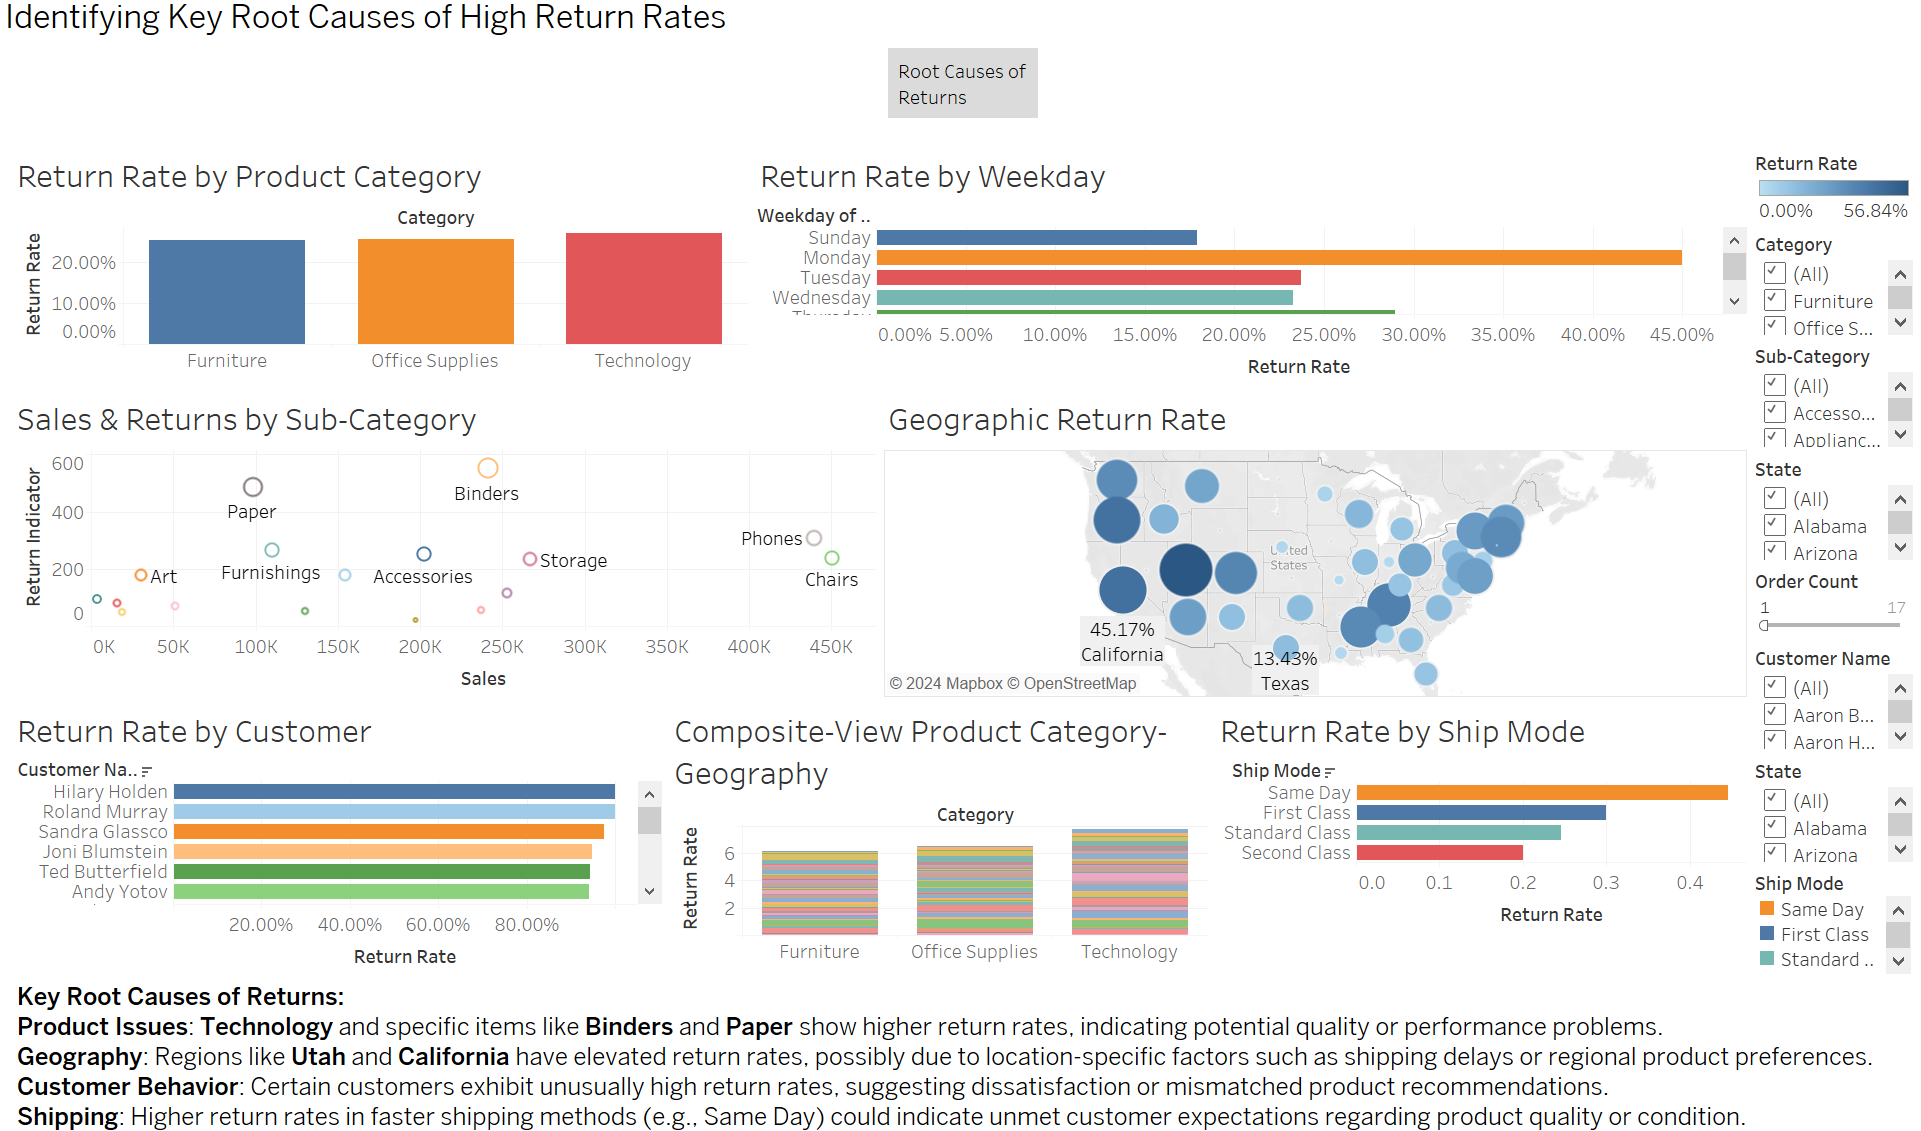 Identifying Key Root Causes of High Return Rates
Root Causes of
Returns
Return Rate by Product Category
Category
Return Rate
20.00%
10.00%
0.00%
Furniture
Office Supplies
Technology
Return Rate by Weekday
Weekday of ..
Sunday
Monday
Tuesday
Wednesday
Thursday
0.00% 5.00% 10.00% 15.00% 20.00% 25.00% 30.00% 35.00% 40.00% 45.00%
Return Rate
Sales & Returns by Sub-Category
Return Indicator
600
400
200
0
Binders
Paper
Phones
Furnishings
Accessories
Storage
Chairs
Art
0K 50K 100K 150K 200K 250K 300K 350K 400K 450K
Sales
Geographic Return Rate
United
States
45.17%
California
13.43%
Texas
© 2024 Mapbox © OpenStreetMap
Return Rate by Customer
Customer Na..
Hilary Holden
Roland Murray
Sandra Glassco
Joni Blumstein
Ted Butterfield
Andy Yotov
20.00% 40.00% 60.00% 80.00%
Return Rate
Composite-View Product Category-
Geography
Category
Return Rate
6
4
2
Furniture
Office Supplies
Technology
Return Rate by Ship Mode
Ship Mode
Same Day
First Class
Standard Class
Second Class
0.0 0.1 0.2 0.3 0.4
Return Rate
Return Rate
0.00% 56.84%
Category
(All)
Furniture
Office S...
Sub-Category
(All)
Accesso...
Applianc...
State
(All)
Alabama
Arizona
Order Count
1 17
Customer Name
(All)
Aaron B...
Aaron H...
State
(All)
Alabama
Arizona
Ship Mode
Same Day
First Class
Standard ..
Key Root Causes of Returns:
Product Issues: Technology and specific items like Binders and Paper show higher return rates, indicating potential quality or performance problems.
Geography: Regions like Utah and California have elevated return rates, possibly due to location-specific factors such as shipping delays or regional product preferences.
Customer Behavior: Certain customers exhibit unusually high return rates, suggesting dissatisfaction or mismatched product recommendations.
Shipping: Higher return rates in faster shipping methods (e.g., Same Day) could indicate unmet customer expectations regarding product quality or condition.